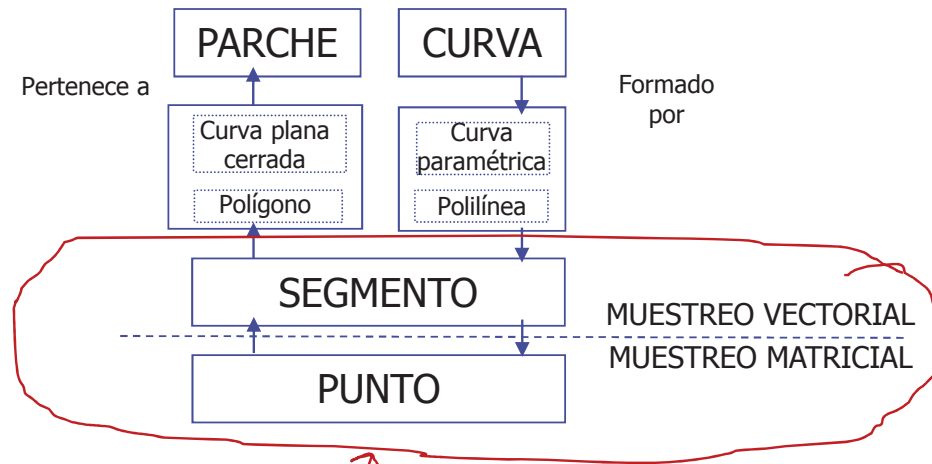 PARCHE
CURVA
Pertenece a
Formado
por
Curva plana
cerrada
Curva
paramétrica
Polígono
Polilínea
SEGMENTO
MUESTREO VECTORIAL
MUESTREO MATRICIAL
PUNTO